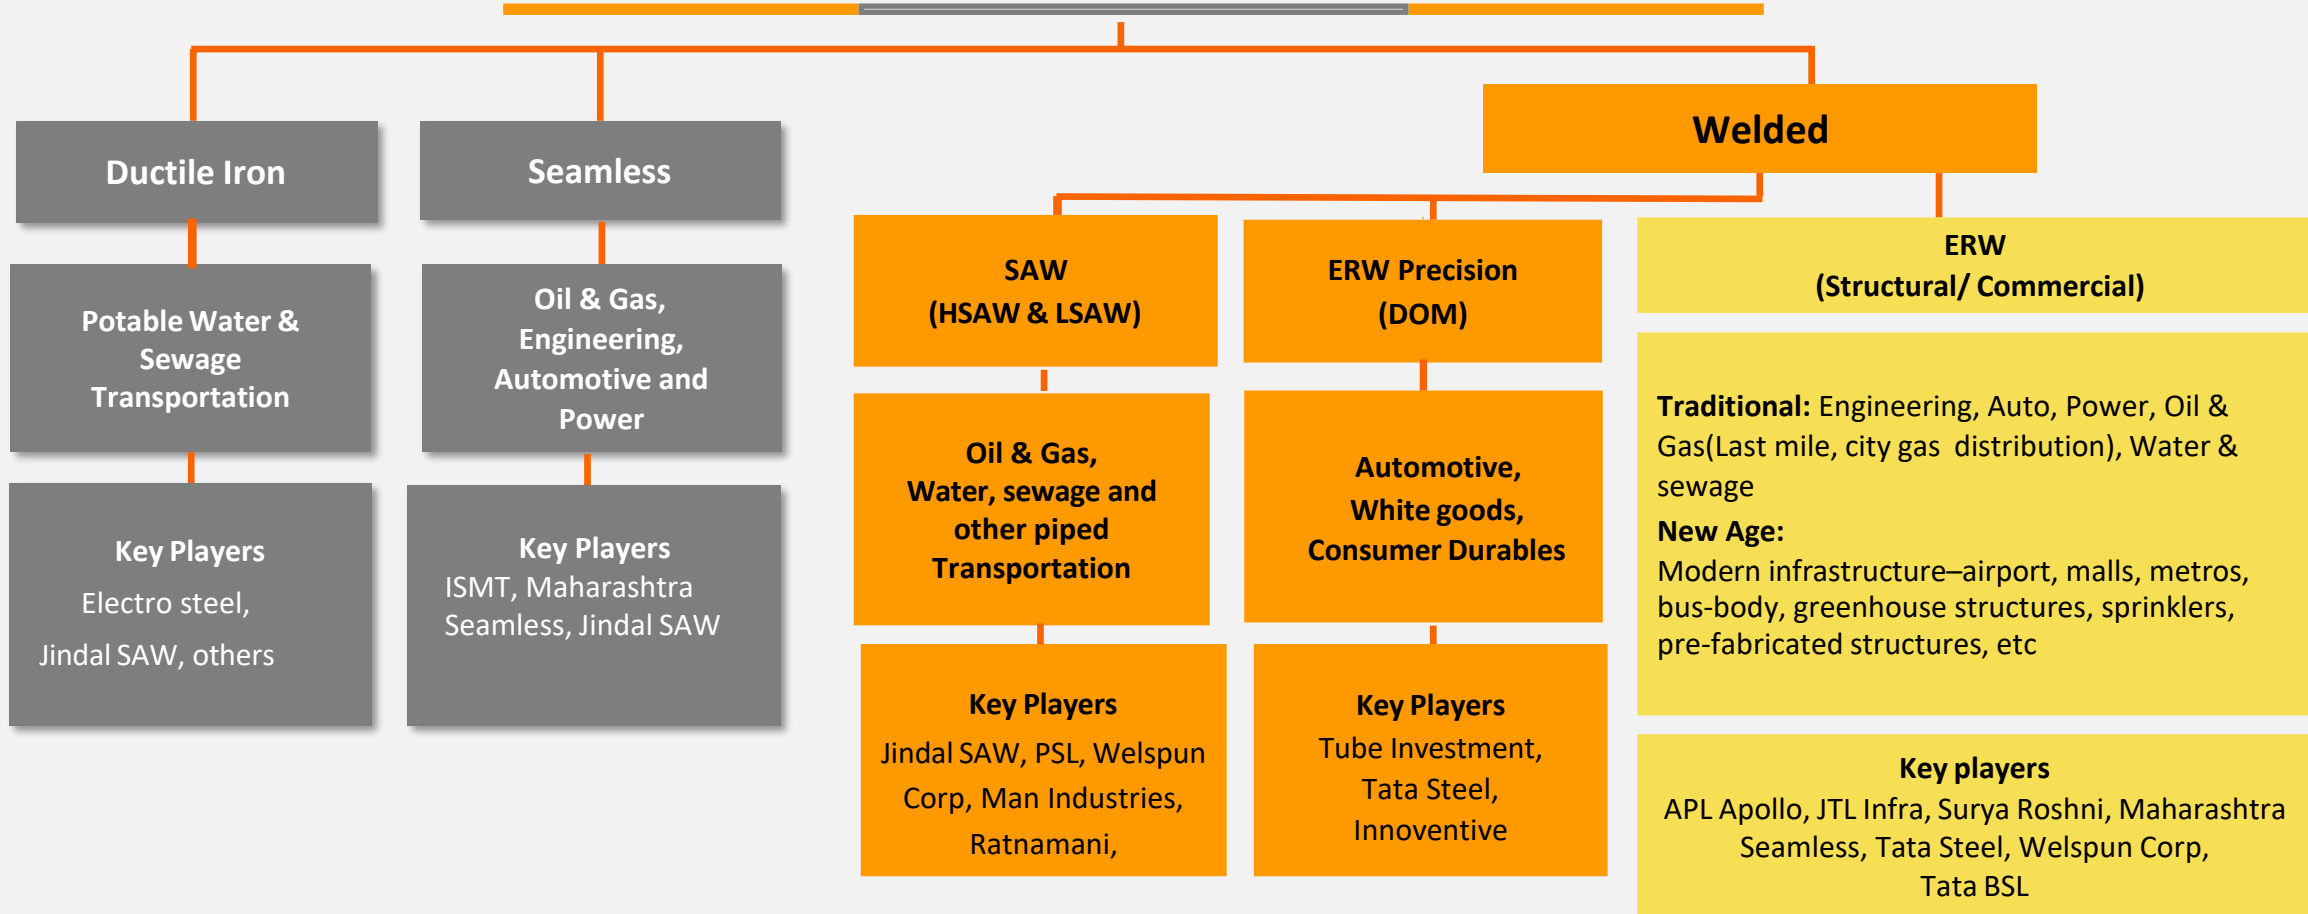 Ductile Iron
Potable Water &
Sewage
Transportation
Key Players
Electro steel,
Jindal SAW, others
Seamless
Oil & Gas,
Engineering,
Automotive and
Power
Key Players
ISMT, Maharashtra
Seamless, Jindal SAW
Welded
SAW
(HSAW & LSAW)
Oil & Gas,
Water, sewage and
other piped
Transportation
Key Players
Jindal SAW, PSL, Welspun
Corp, Man Industries,
Ratnamani,
ERW Precision
(DOM)
Automotive,
White goods,
Consumer Durables
Key Players
Tube Investment,
Tata Steel,
Innoventive
ERW
(Structural/ Commercial)
Traditional: Engineering, Auto, Power, Oil &
Gas(Last mile, city gas distribution), Water &
sewage
New Age:
Modern infrastructure–airport, malls, metros,
bus-body, greenhouse structures, sprinklers,
pre-fabricated structures, etc
Key players
APL Apollo, JTL Infra, Surya Roshni, Maharashtra
Seamless, Tata Steel, Welspun Corp,
Tata BSL